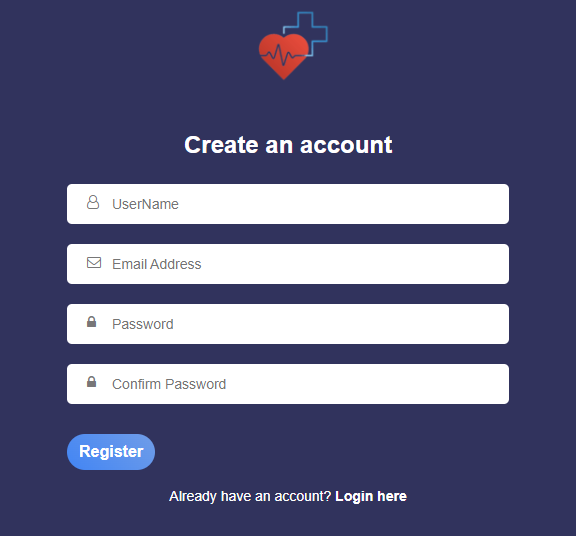 Create an account
UserName
Email Address
Password
Confirm Password
Register
Already have an account? Login here